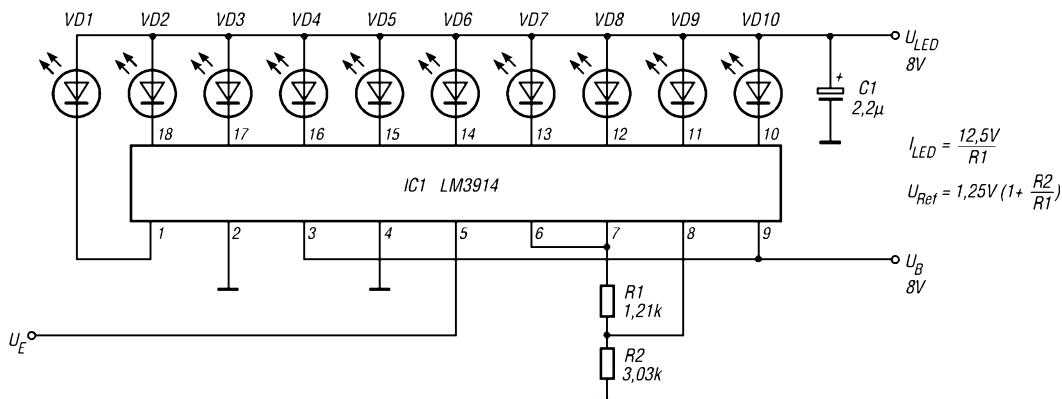 VD1 VD2 VD3 VD4 VD5 VD6 VD7 VD8 VD9 VD10
U_LED
8V
+
C1
2,2µ
18 17 16 15 14 13 12 11 10
IC1 LM3914
I_LED = 12,5V / R1
U_Ref = 1,25V (1+ R2 / R1)
1 2 3 4 5 6 7 8 9
U_B
8V
R1
1,21k
U_E
R2
3,03k